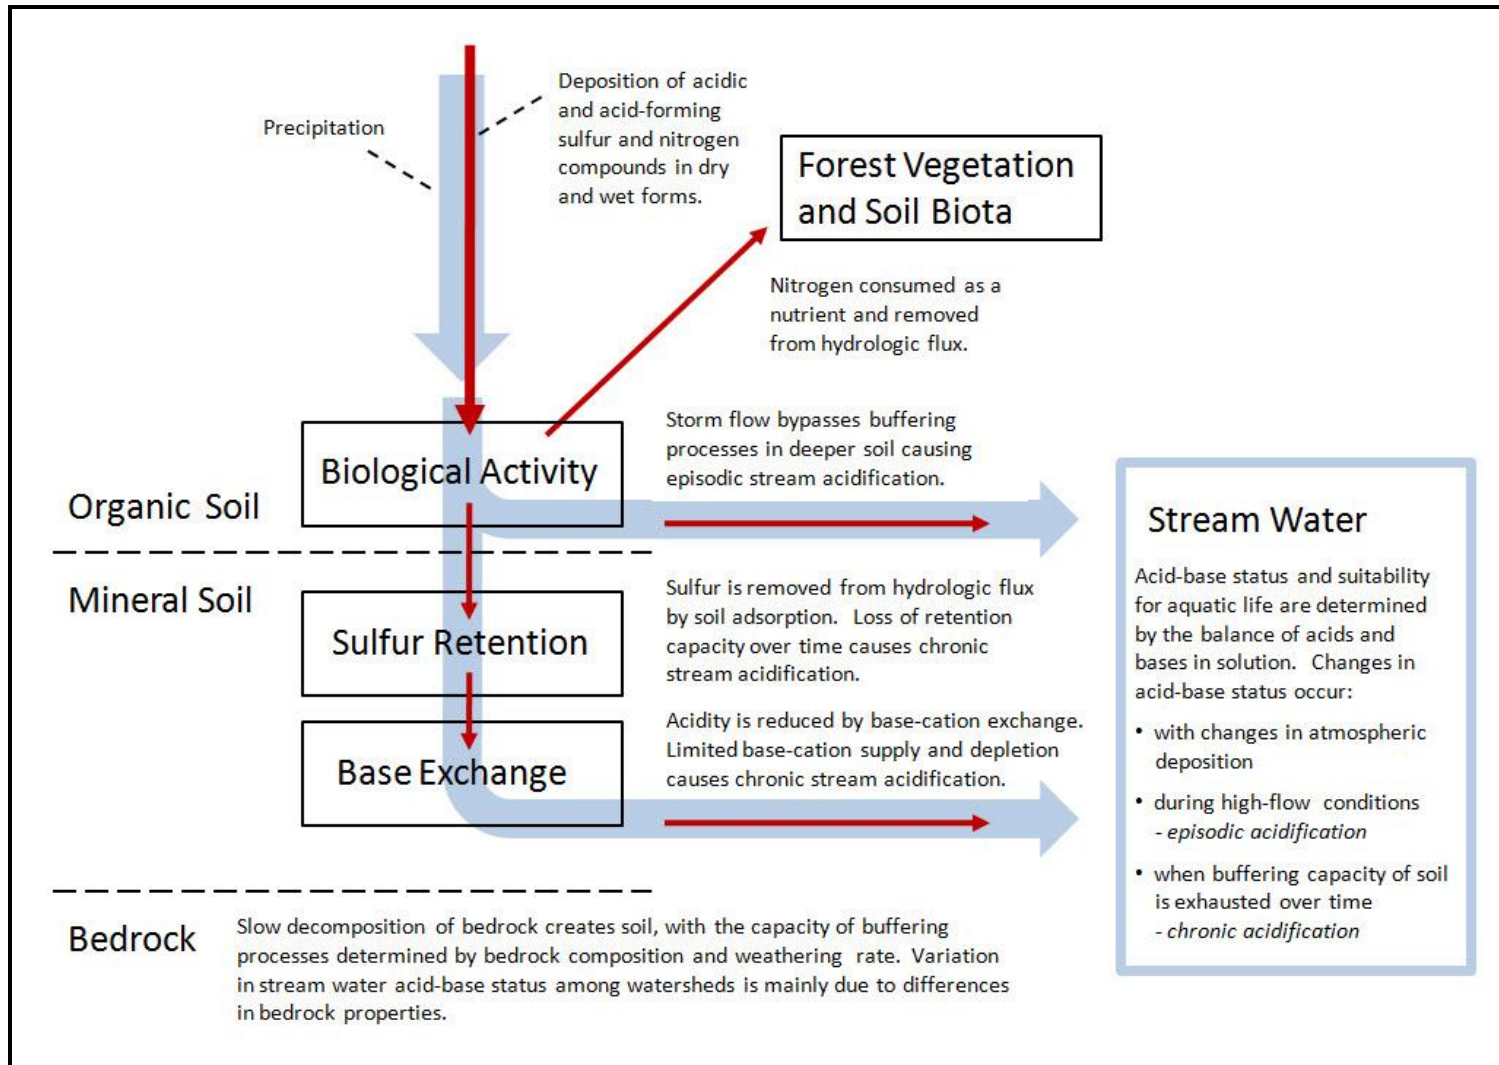 Precipitation
Deposition of acidic
and acid-forming
sulfur and nitrogen
compounds in dry
and wet forms.
Forest Vegetation
and Soil Biota
Nitrogen consumed as a
nutrient and removed
from hydrologic flux.
Biological Activity
Organic Soil
Storm flow bypasses buffering
processes in deeper soil causing
episodic stream acidification.
Mineral Soil
Sulfur Retention
Sulfur is removed from hydrologic flux
by soil adsorption. Loss of retention
capacity over time causes chronic
stream acidification.
Base Exchange
Acidity is reduced by base-cation exchange.
Limited base-cation supply and depletion
causes chronic stream acidification.
Stream Water
Acid-base status and suitability
for aquatic life are determined
by the balance of acids and
bases in solution. Changes in
acid-base status occur:
• with changes in atmospheric
deposition
• during high-flow conditions
- episodic acidification
• when buffering capacity of soil
is exhausted over time
- chronic acidification
Bedrock
Slow decomposition of bedrock creates soil, with the capacity of buffering
processes determined by bedrock composition and weathering rate. Variation
in stream water acid-base status among watersheds is mainly due to differences
in bedrock properties.